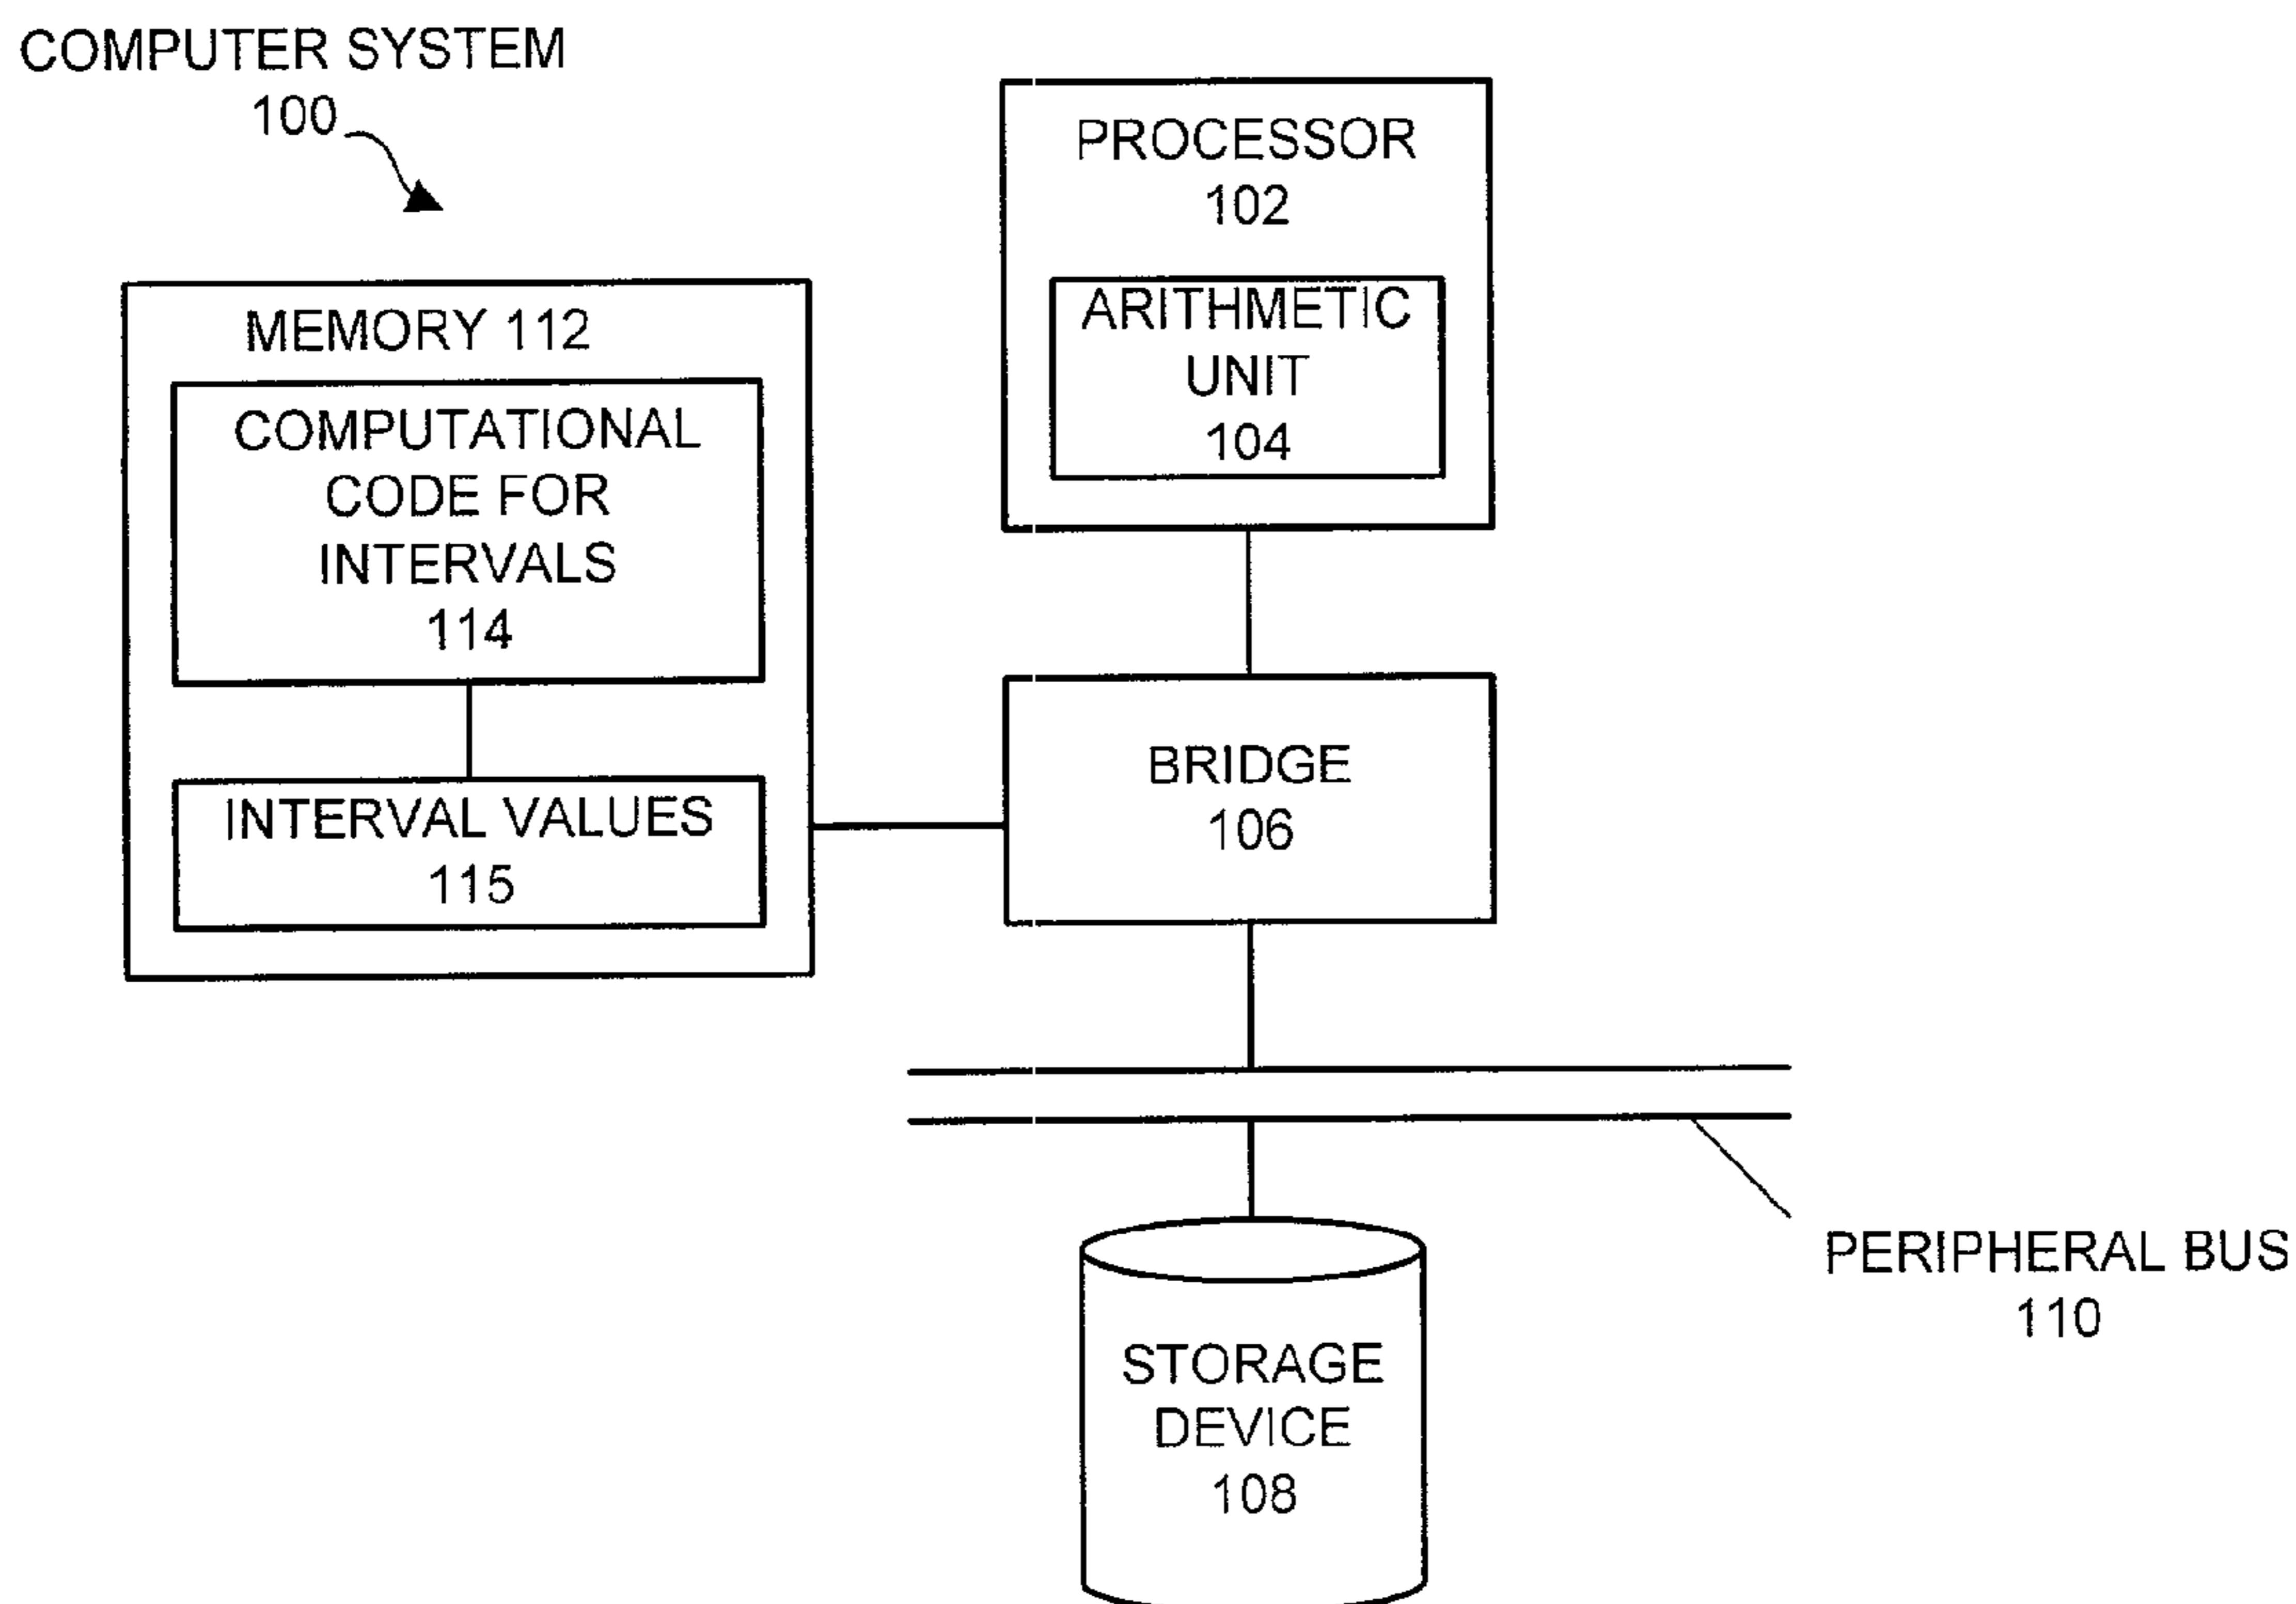 COMPUTER SYSTEM
100
PROCESSOR
102
ARITHMETIC
UNIT
104
MEMORY 112
COMPUTATIONAL
CODE FOR
INTERVALS
114
INTERVAL VALUES
115
BRIDGE
106
PERIPHERAL BUS
110
STORAGE
DEVICE
108